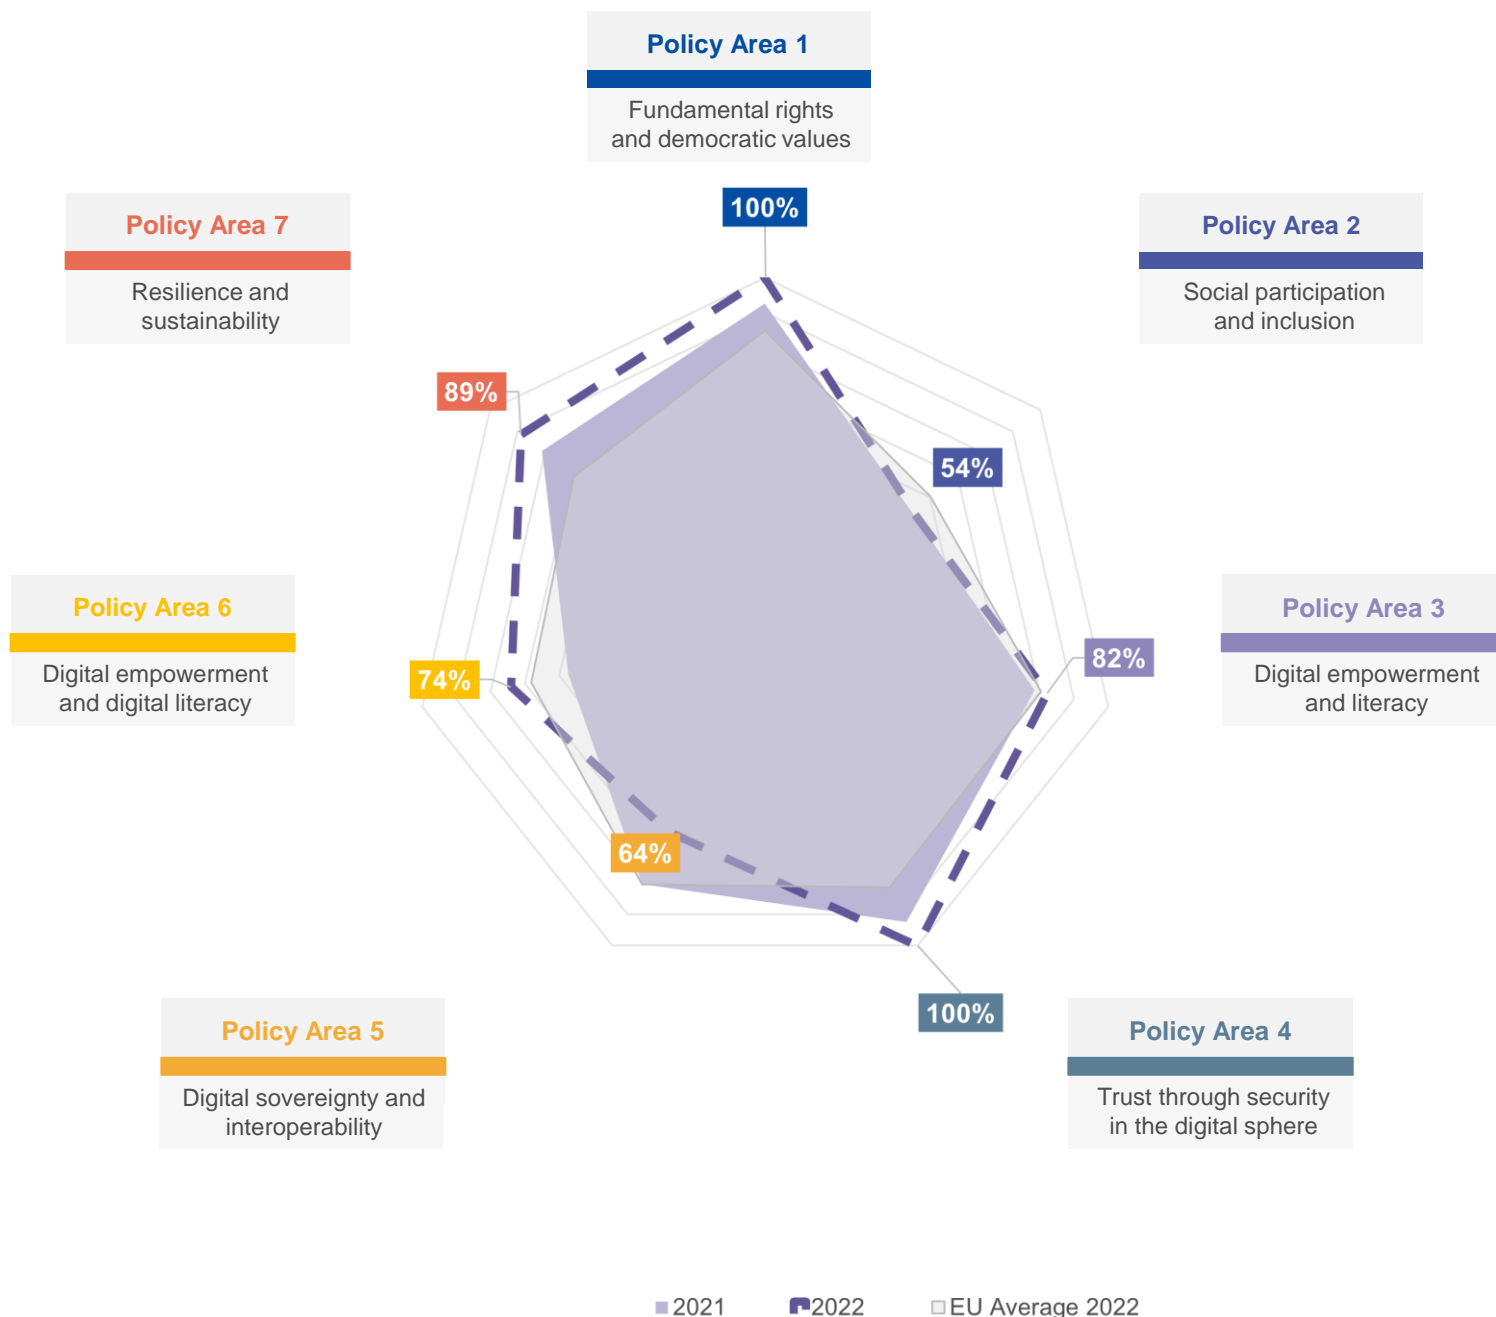 Policy Area 1
Fundamental rights
and democratic values
100%
Policy Area 7
Resilience and
sustainability
89%
Policy Area 2
Social participation
and inclusion
54%
Policy Area 6
Digital empowerment
and digital literacy
74%
Policy Area 3
Digital empowerment
and literacy
82%
64%
Policy Area 5
Digital sovereignty and
interoperability
100%
Policy Area 4
Trust through security
in the digital sphere
2021
2022
EU Average 2022